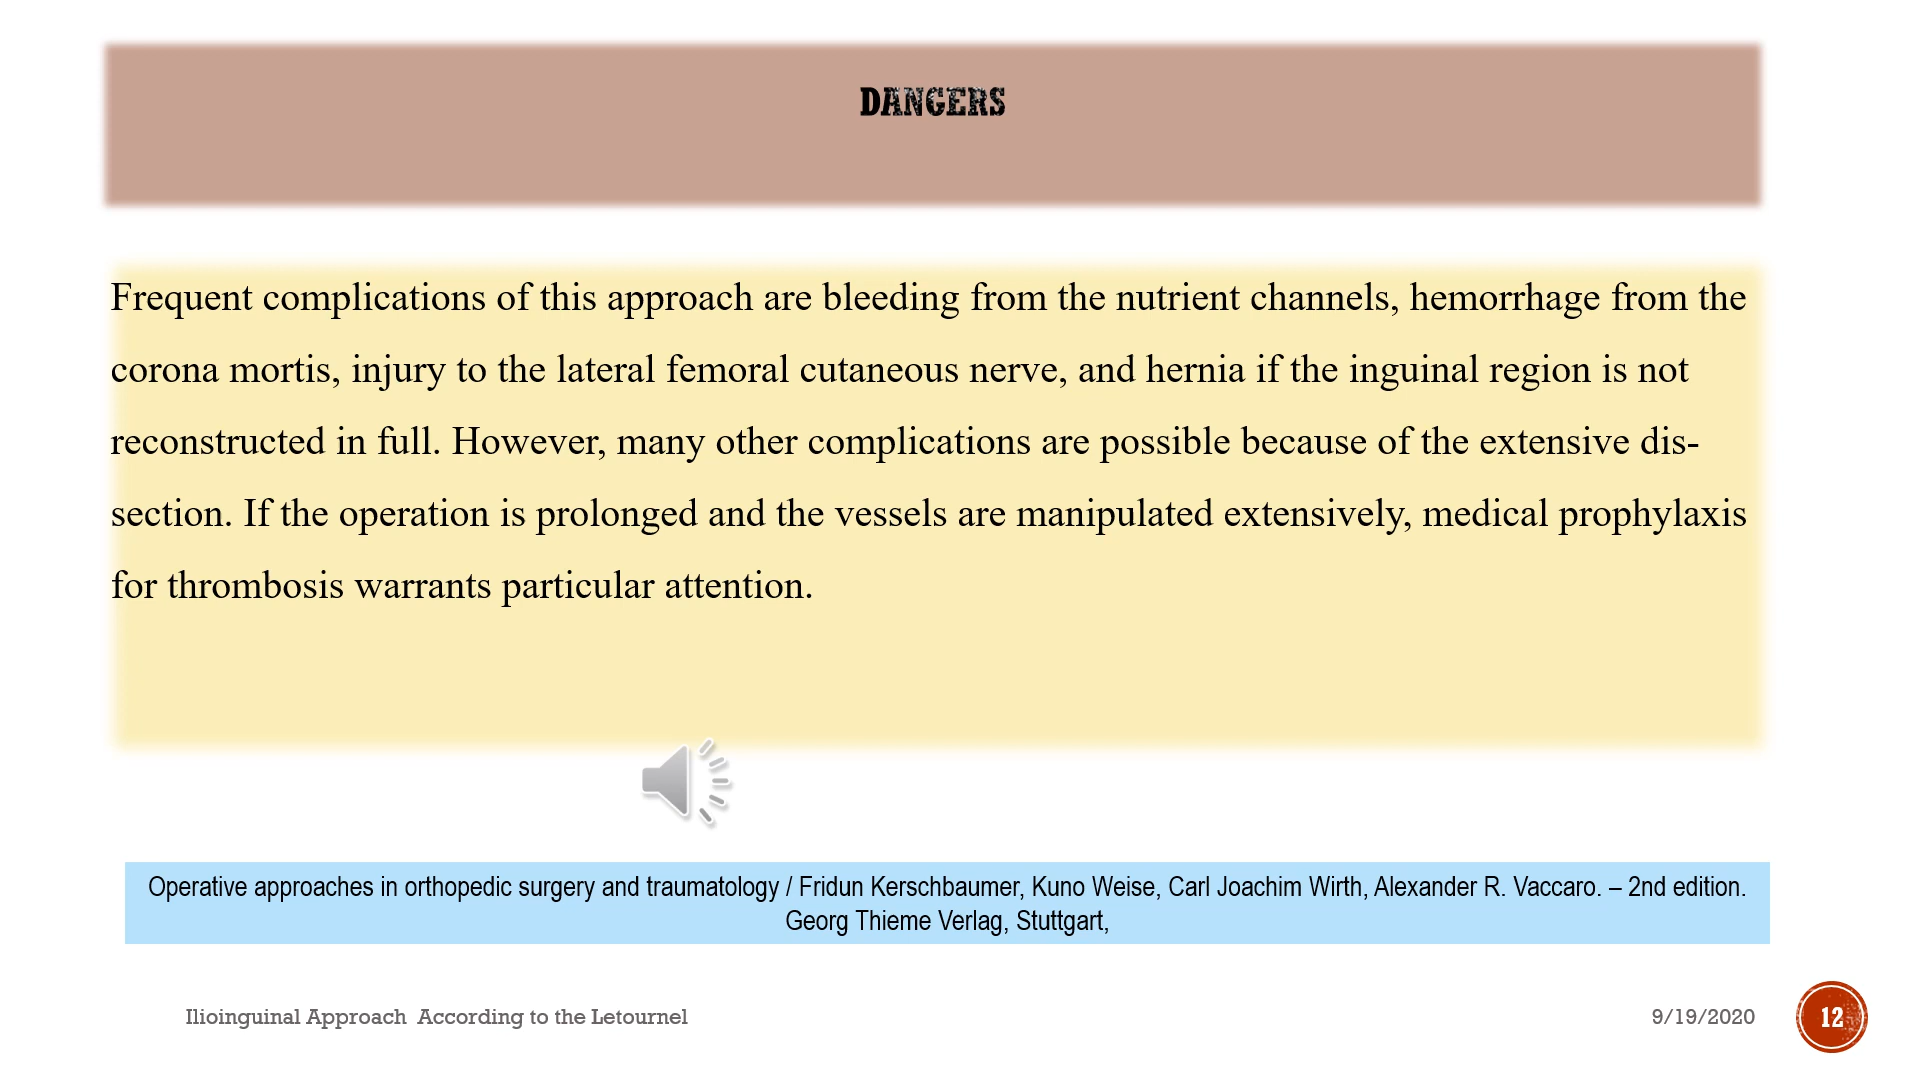 DANGERS
Frequent complications of this approach are bleeding from the nutrient channels, hemorrhage from the
corona mortis, injury to the lateral femoral cutaneous nerve, and hernia if the inguinal region is not
reconstructed in full. However, many other complications are possible because of the extensive dis-
section. If the operation is prolonged and the vessels are manipulated extensively, medical prophylaxis
for thrombosis warrants particular attention.
Operative approaches in orthopedic surgery and traumatology / Fridun Kerschbaumer, Kuno Weise, Carl Joachim Wirth, Alexander R. Vaccaro. – 2nd edition.
Georg Thieme Verlag, Stuttgart,
Ilioinguinal Approach According to the Letournel
9/19/2020
12